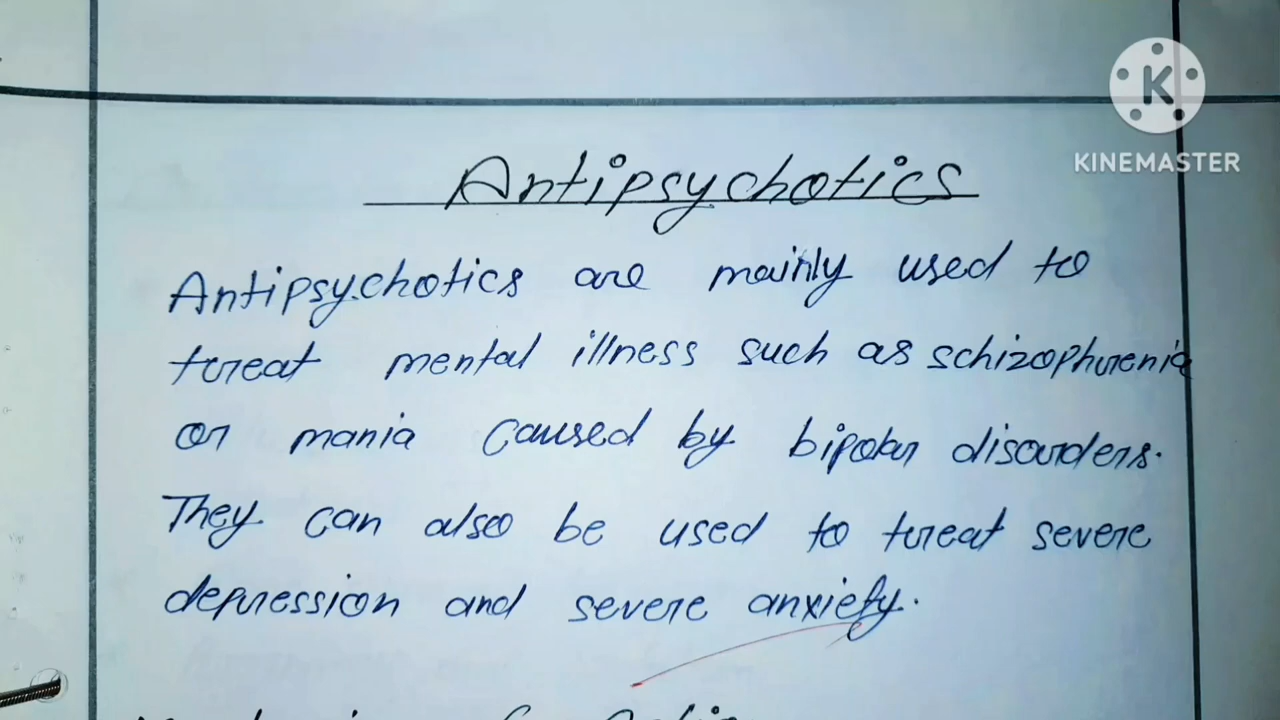 KINEMASTER
Antipsychotics
Antipsychotics are mainly used to
treat mental illness such as schizophrenia
or mania caused by bipolar disorders.
They can also be used to treat severe
depression and severe anxiety.